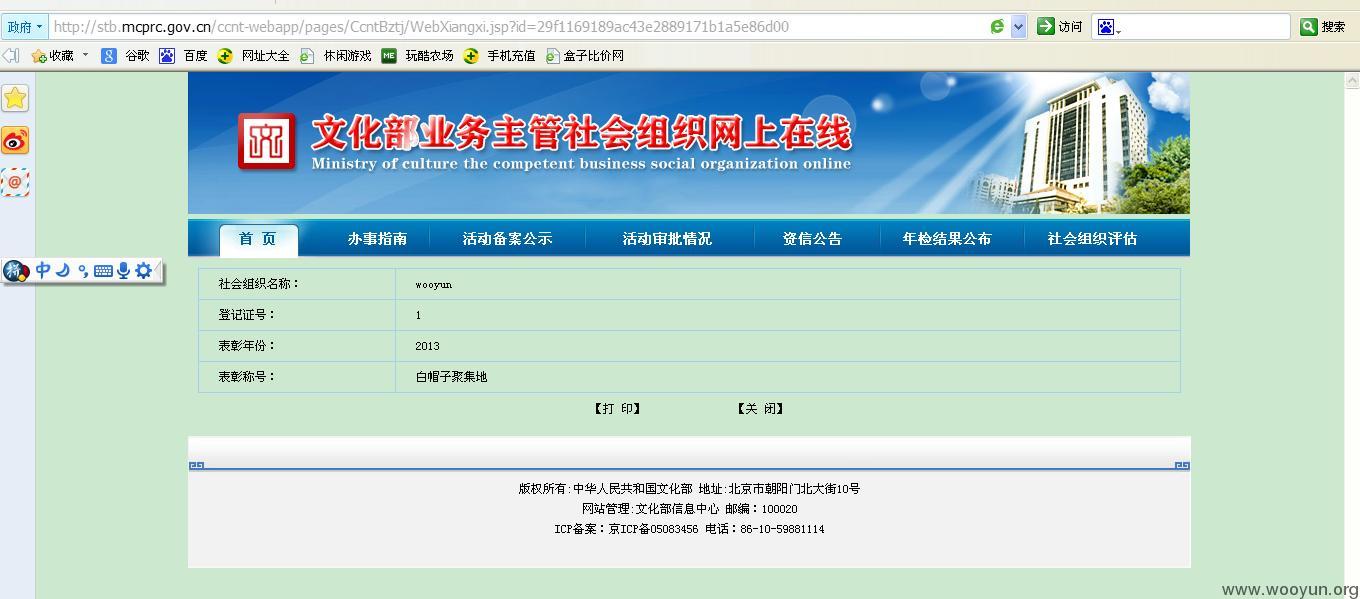 政府 http://stb.mcprc.gov.cn/ccnt-webapp/pages/CcntBztj/WebXiangxi.jsp?id=29f1169189ac43e2889171b1a5e86d00 访问 搜索
收藏 谷歌 百度 网址大全 休闲游戏 ME 玩酷农场 手机充值 盒子比价网
文化部业务主管社会组织网上在线
Ministry of culture the competent business social organization online
首 页 办事指南 活动备案公示 活动审批情况 资信公告 年检结果公布 社会组织评估
中
社会组织名称： wooyun
登记证号： 1
表彰年份： 2013
表彰称号： 白帽子聚集地
【打 印】 【关 闭】
版权所有:中华人民共和国文化部 地址:北京市朝阳门北大街10号
网站管理:文化部信息中心 邮编：100020
ICP备案：京ICP备05083456 电话：86-10-59881114
www.wooyun.org